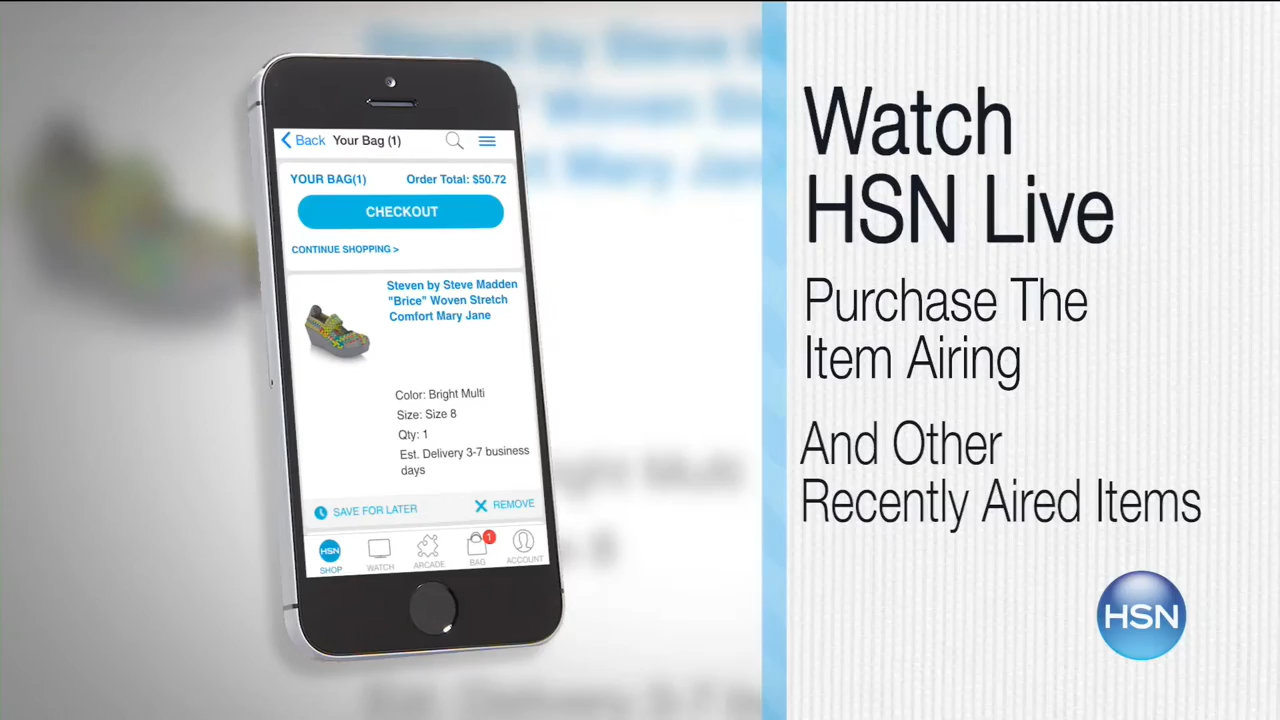 Back Your Bag (1)
YOUR BAG(1) Order Total: $50.72
CHECKOUT
CONTINUE SHOPPING >
Steven by Steve Madden
"Brice" Woven Stretch
Comfort Mary Jane
Color: Bright Multi
Size: Size 8
Qty: 1
Est. Delivery 3-7 business
days
SAVE FOR LATER REMOVE
HSN
1
SHOP WATCH ARCADE BAG ACCOUNT
Watch
HSN Live
Purchase The
Item Airing
And Other
Recently Aired Items
HSN